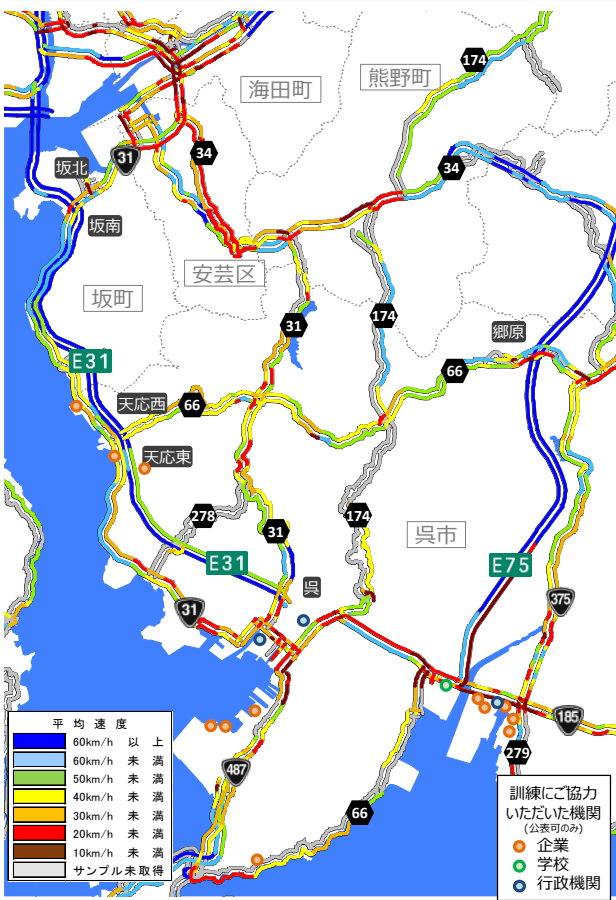 174
熊野町
海田町
31
34
坂北
34
坂南
安芸区
坂町
174
31
郷原
E31
66
天応西
66
天応東
278
174
31
呉市
E31
E75
呉
375
31
185
487
279
66
平均速度
60km/h 以上
60km/h 未満
50km/h 未満
40km/h 未満
30km/h 未満
20km/h 未満
10km/h 未満
サンプル未取得
訓練にご協力
いただいた機関
(公表可のみ)
企業
学校
行政機関